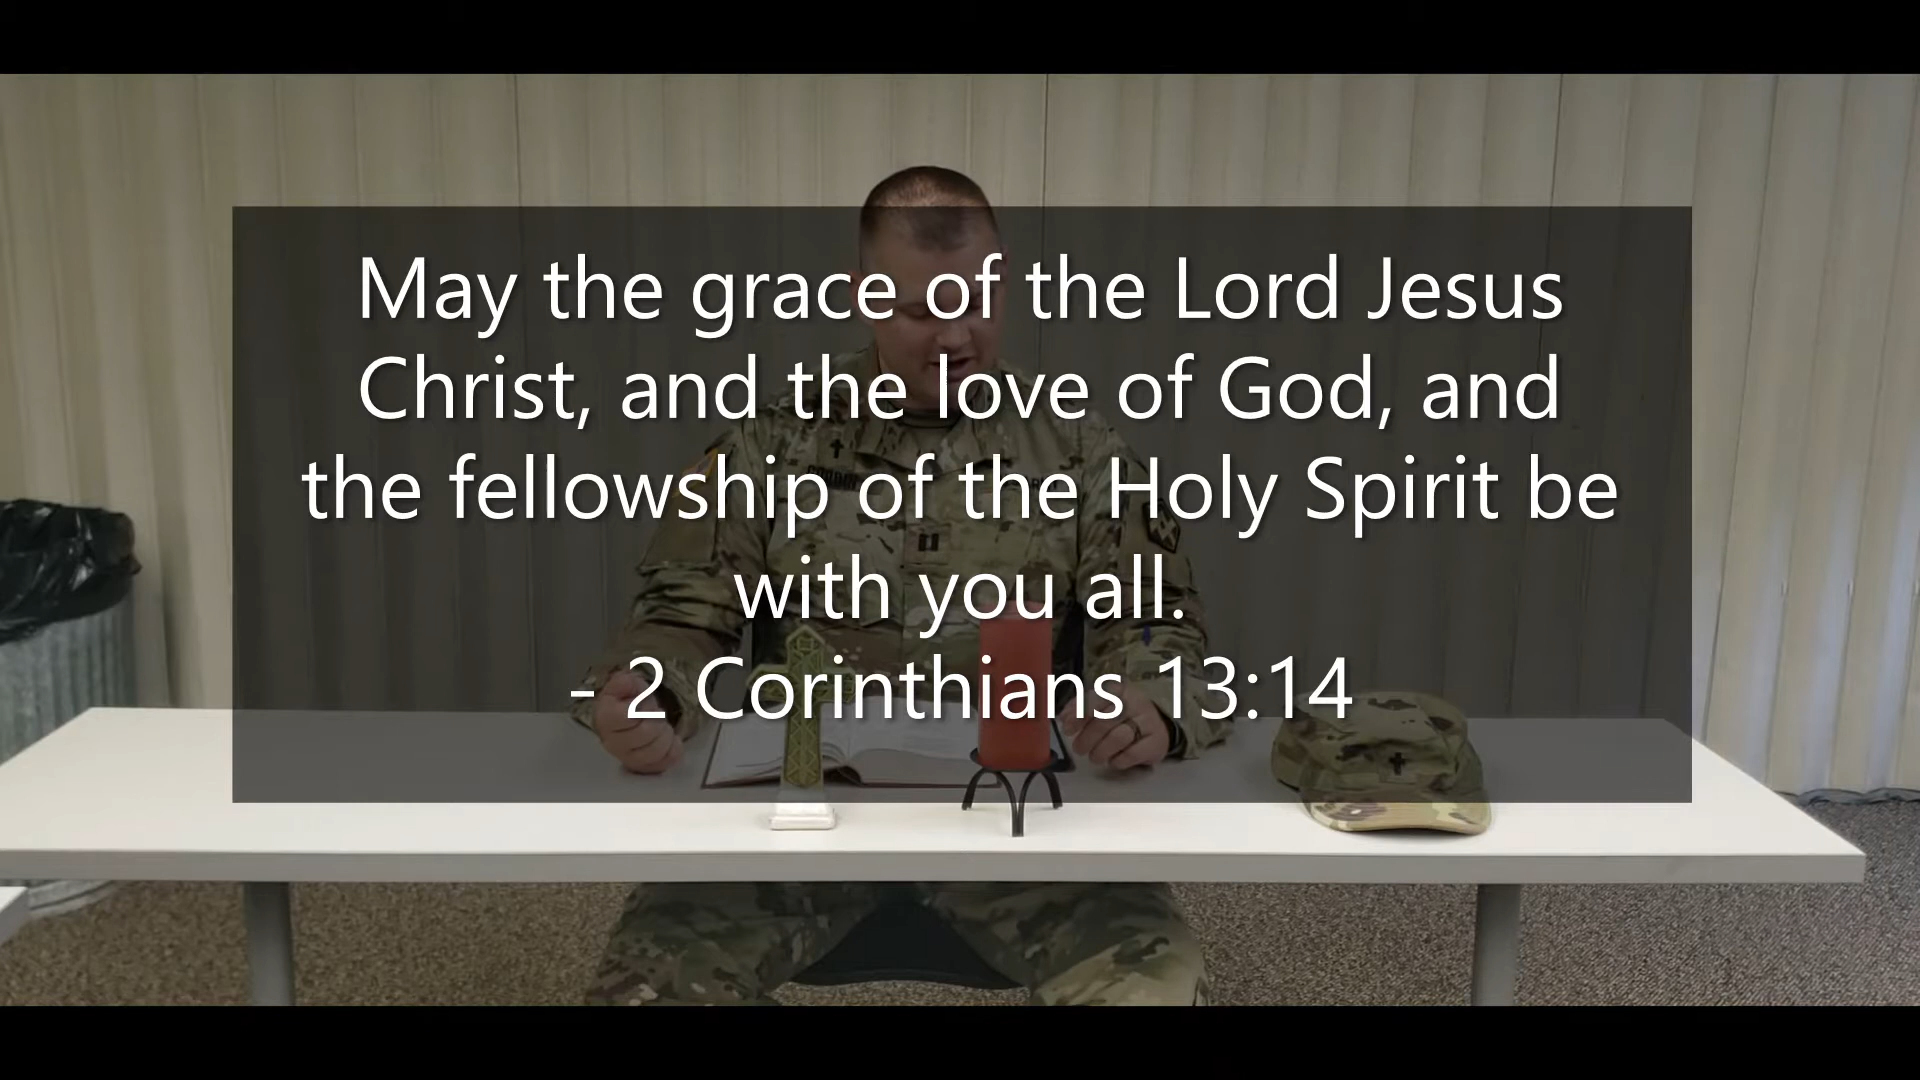 May the grace of the Lord Jesus
Christ, and the love of God, and
the fellowship of the Holy Spirit be
with you all.
- 2 Corinthians 13:14